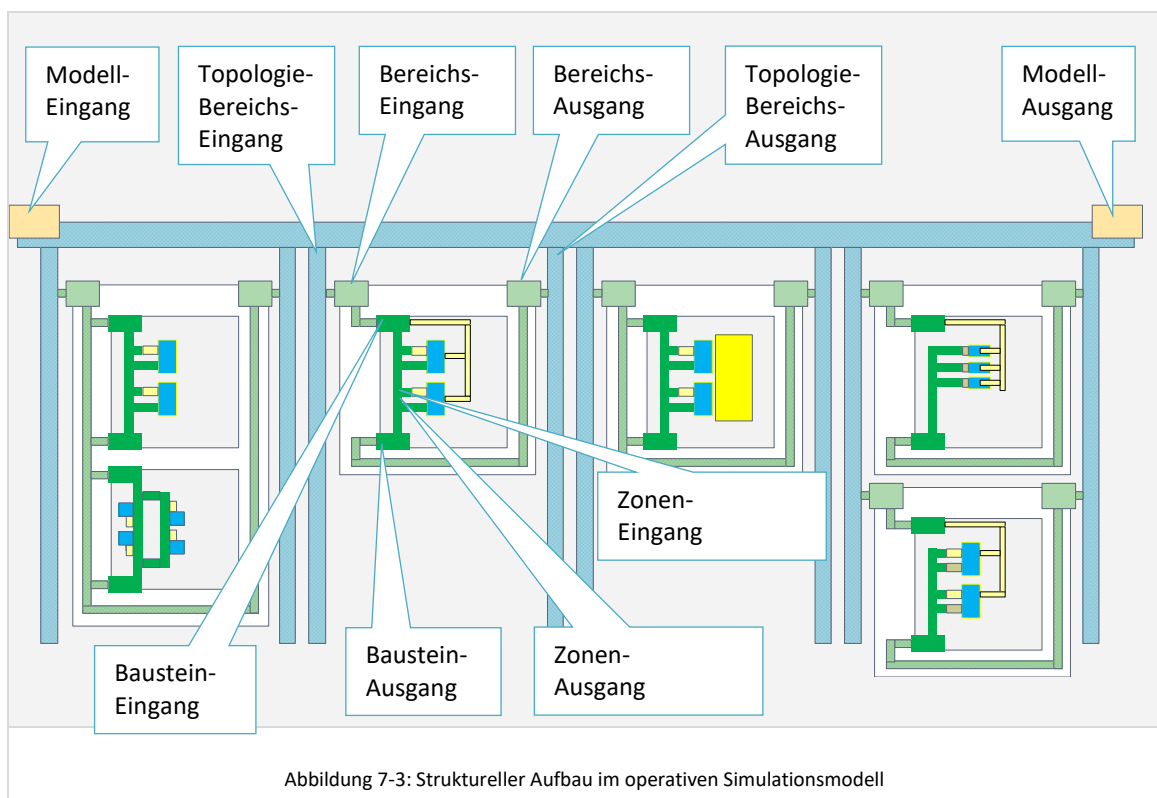 Modell-
Eingang
Topologie-
Bereichs-
Eingang
Bereichs-
Eingang
Bereichs-
Ausgang
Topologie-
Bereichs-
Ausgang
Modell-
Ausgang
Zonen-
Eingang
Baustein-
Eingang
Baustein-
Ausgang
Zonen-
Ausgang
Abbildung 7-3: Struktureller Aufbau im operativen Simulationsmodell